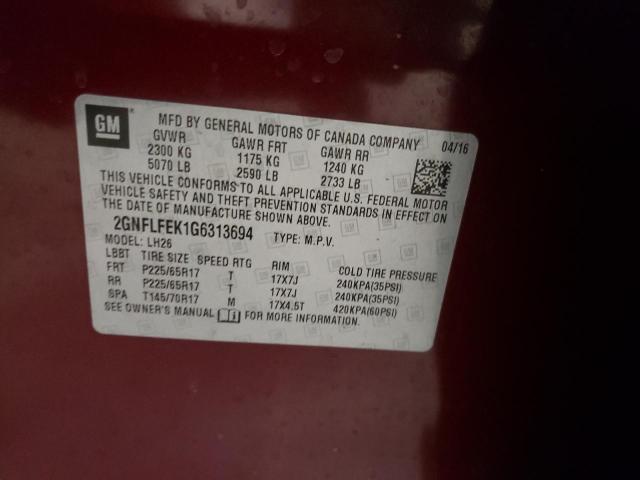 GM
MFD BY GENERAL MOTORS OF CANADA COMPANY 04/16
GVWR GAWR FRT GAWR RR
2300 KG 1175 KG 1240 KG
5070 LB 2590 LB 2733 LB
THIS VEHICLE CONFORMS TO ALL APPLICABLE U.S. FEDERAL MOTOR
VEHICLE SAFETY AND THEFT PREVENTION STANDARDS IN EFFECT ON
THE DATE OF MANUFACTURE SHOWN ABOVE.
2GNFLFEK1G6313694 TYPE: M.P.V.
MODEL: LH26
LBBT TIRE SIZE SPEED RTG RIM COLD TIRE PRESSURE
FRT P225/65R17 T 17X7J 240KPA(35PSI)
RR P225/65R17 T 17X7J 240KPA(35PSI)
SPA T145/70R17 M 17X4.5T 420KPA(60PSI)
SEE OWNER'S MANUAL FOR MORE INFORMATION.